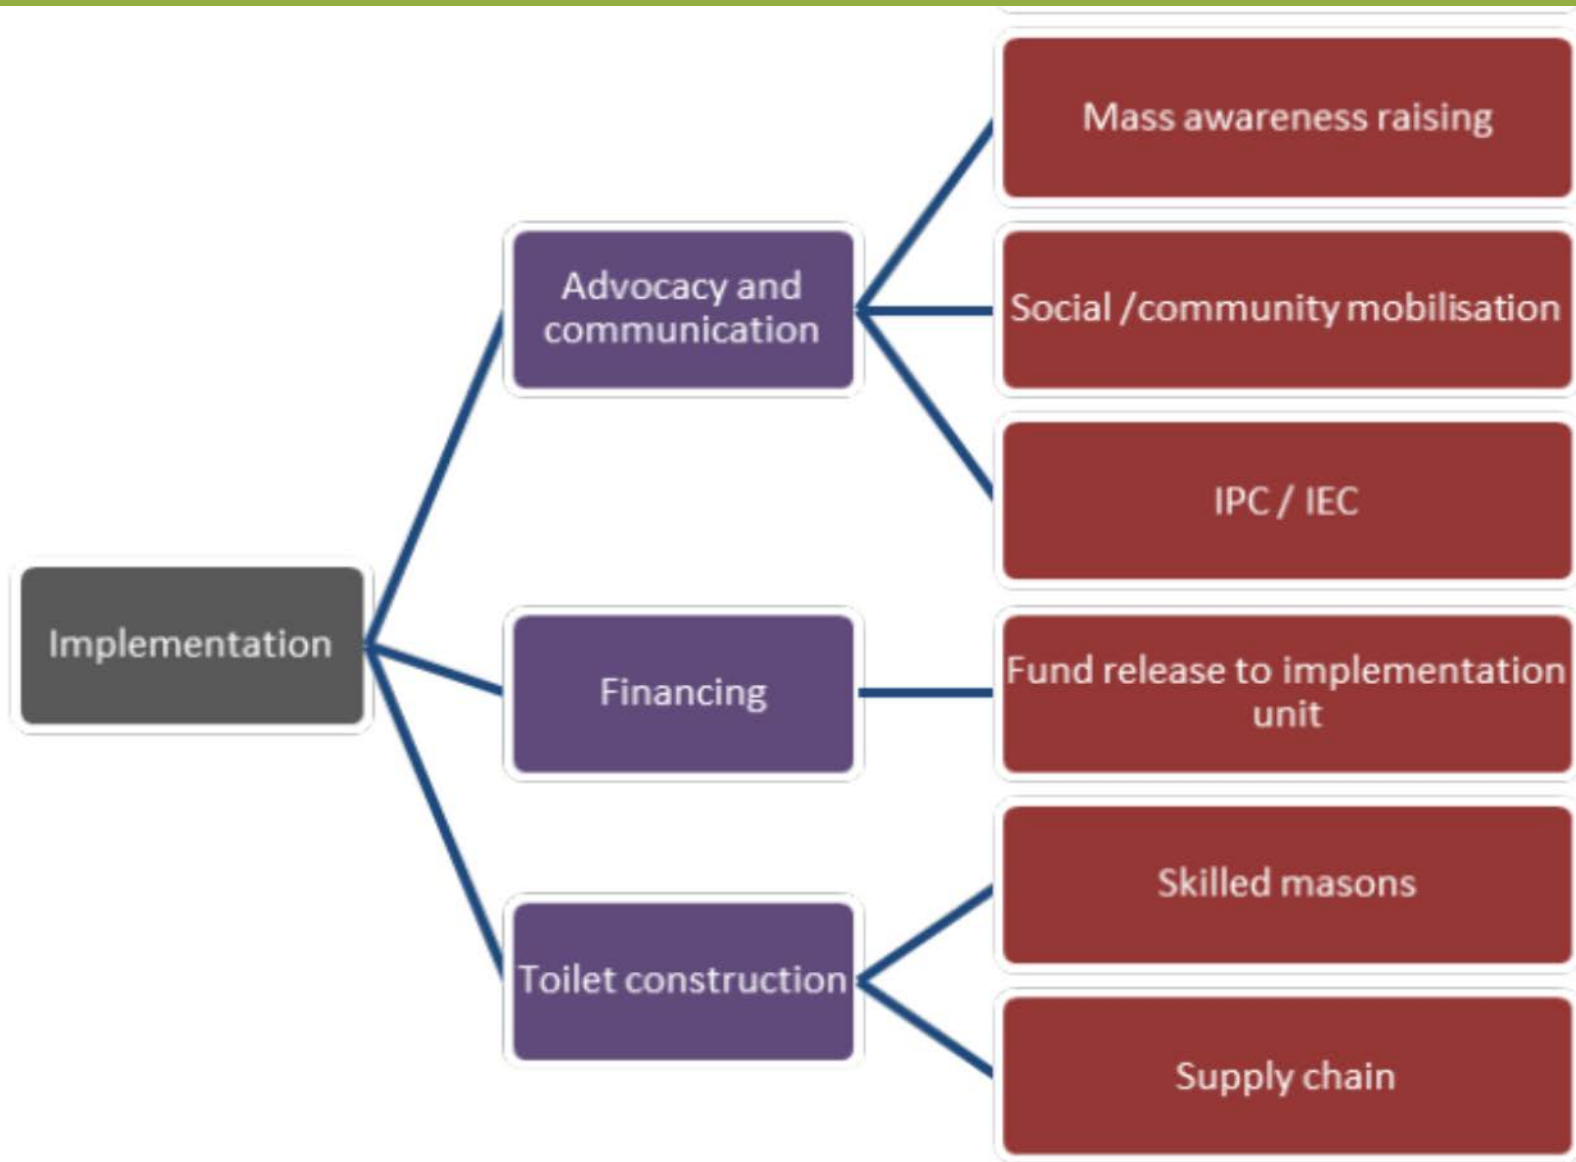 Mass awareness raising
Advocacy and
communication
Social /community mobilisation
IPC / IEC
Implementation
Financing
Fund release to implementation
unit
Toilet construction
Skilled masons
Supply chain